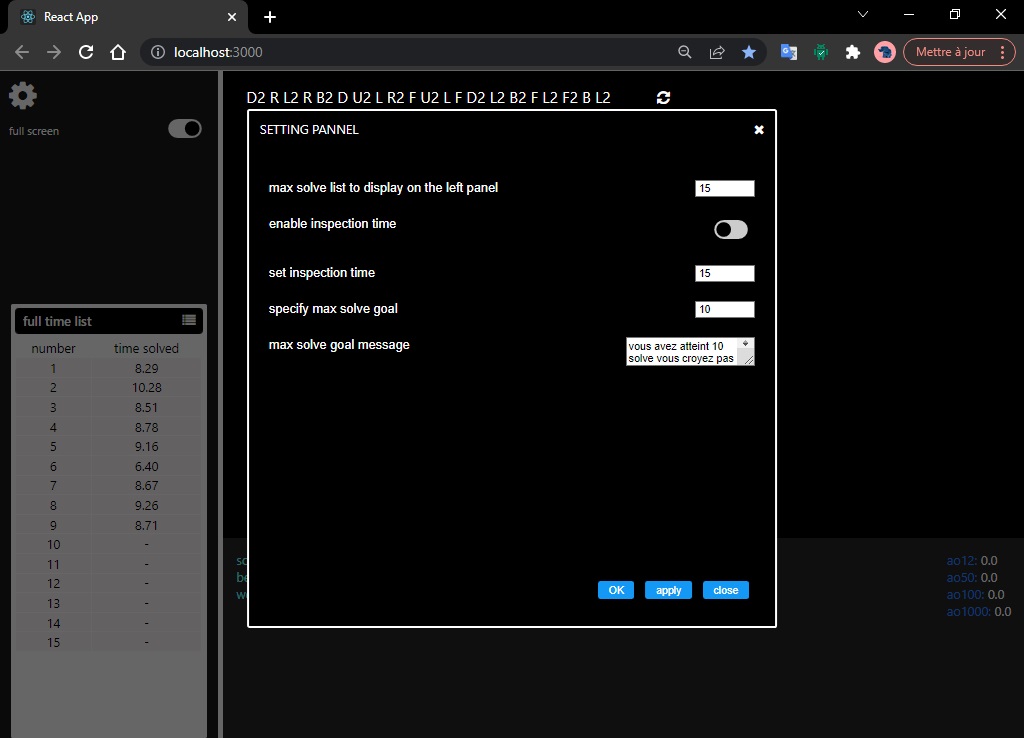 React App
localhost:3000
Mettre à jour
full screen
D2 R L2 R B2 D U2 L R2 F U2 L F D2 L2 B2 F L2 F2 B L2
SETTING PANNEL
max solve list to display on the left panel 15
enable inspection time
set inspection time 15
specify max solve goal 10
max solve goal message
vous avez atteint 10
solve vous croyez pas
full time list
number time solved
1 8.29
2 10.28
3 8.51
4 8.78
5 9.16
6 6.40
7 8.67
8 9.26
9 8.71
10 -
11 -
12 -
13 -
14 -
15 -
ao12: 0.0
ao50: 0.0
ao100: 0.0
ao1000: 0.0
OK apply close